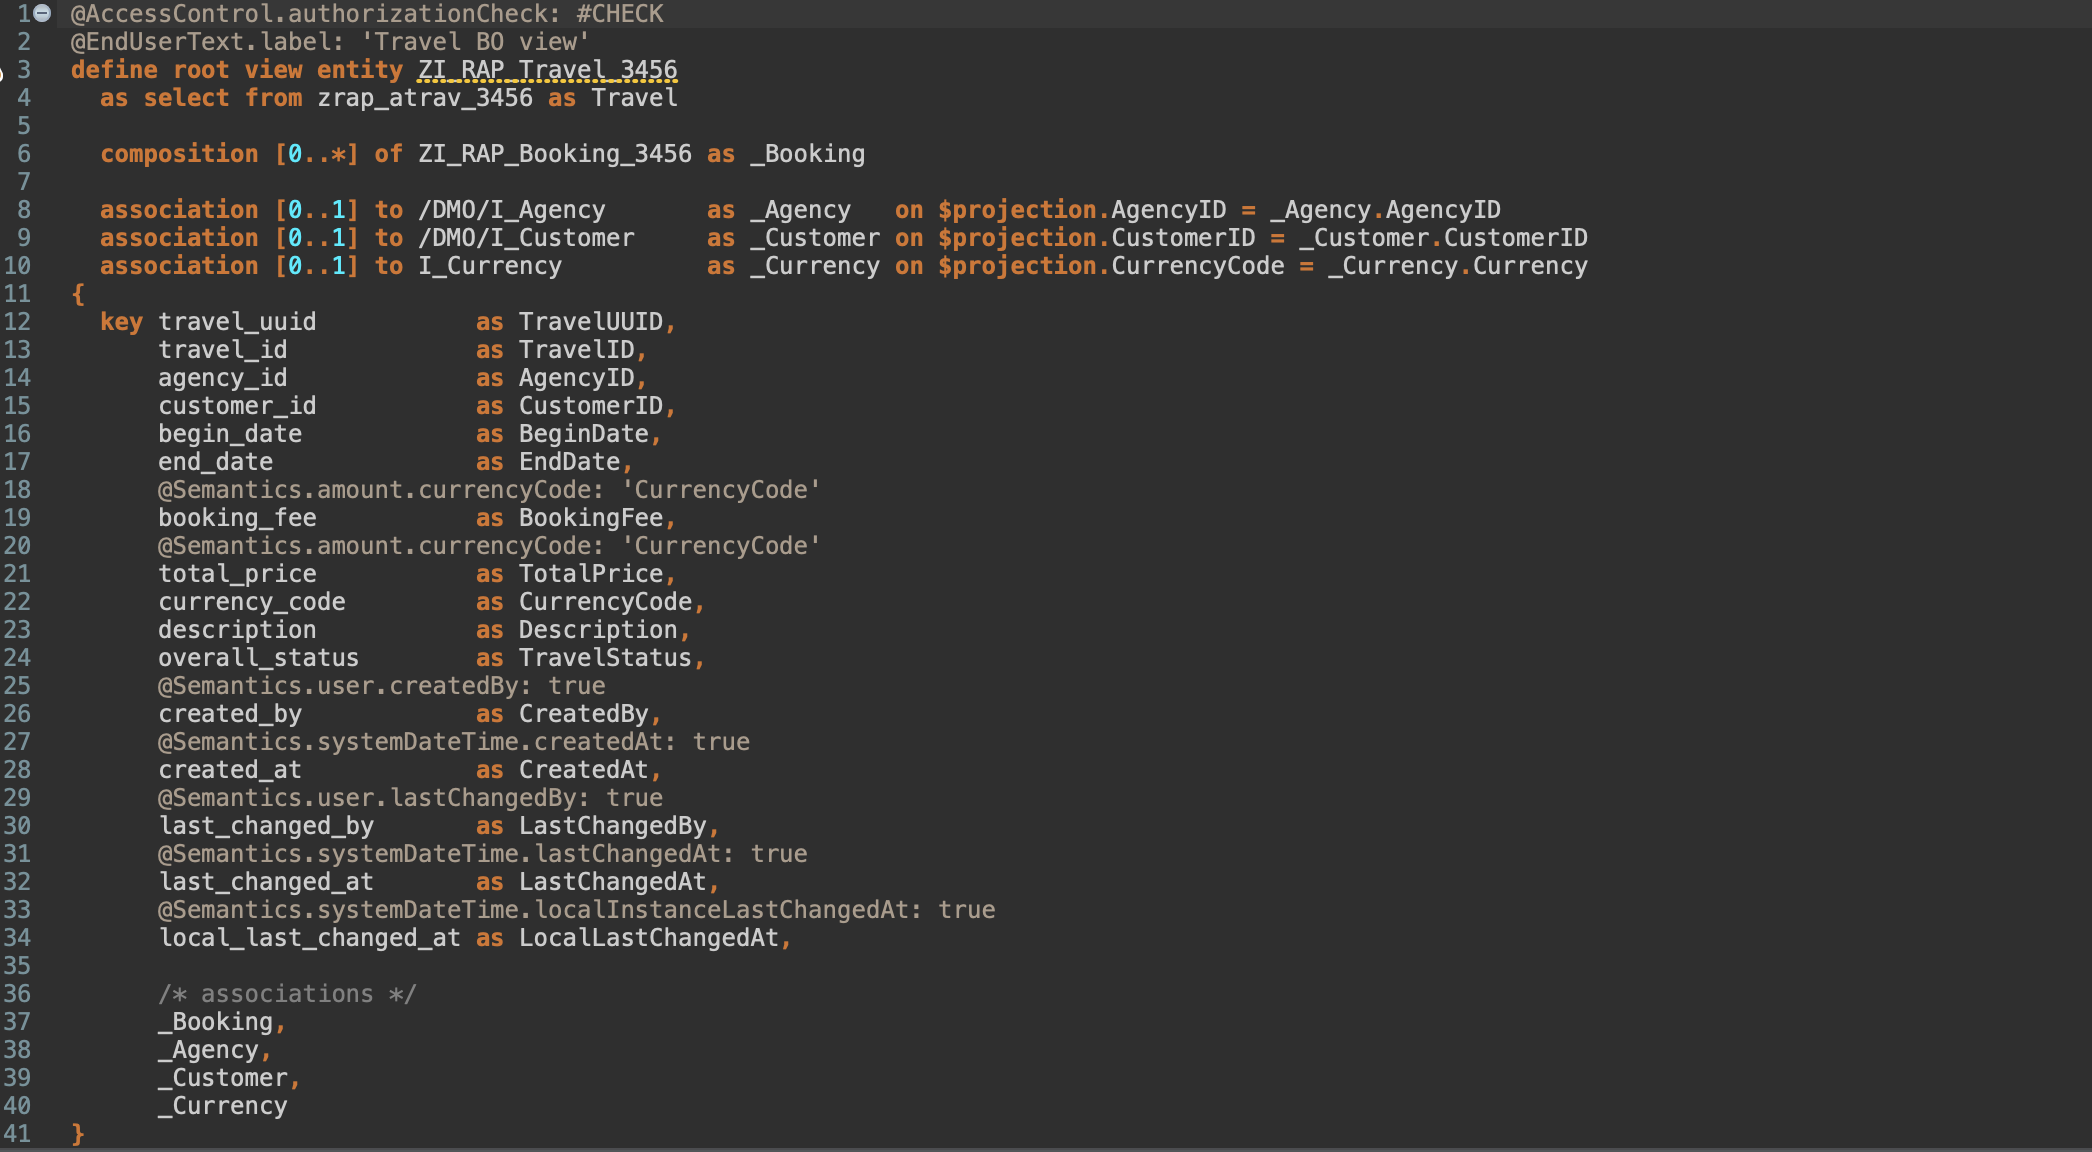 1 @AccessControl.authorizationCheck: #CHECK
2 @EndUserText.label: 'Travel BO view'
3 define root view entity ZI_RAP_Travel_3456
4   as select from zrap_atrav_3456 as Travel
5
6   composition [0..*] of ZI_RAP_Booking_3456 as _Booking
7
8   association [0..1] to /DMO/I_Agency       as _Agency   on $projection.AgencyID = _Agency.AgencyID
9   association [0..1] to /DMO/I_Customer     as _Customer on $projection.CustomerID = _Customer.CustomerID
10   association [0..1] to I_Currency          as _Currency on $projection.CurrencyCode = _Currency.Currency
11 {
12   key travel_uuid           as TravelUUID,
13       travel_id             as TravelID,
14       agency_id             as AgencyID,
15       customer_id           as CustomerID,
16       begin_date            as BeginDate,
17       end_date              as EndDate,
18       @Semantics.amount.currencyCode: 'CurrencyCode'
19       booking_fee           as BookingFee,
20       @Semantics.amount.currencyCode: 'CurrencyCode'
21       total_price           as TotalPrice,
22       currency_code         as CurrencyCode,
23       description           as Description,
24       overall_status        as TravelStatus,
25       @Semantics.user.createdBy: true
26       created_by            as CreatedBy,
27       @Semantics.systemDateTime.createdAt: true
28       created_at            as CreatedAt,
29       @Semantics.user.lastChangedBy: true
30       last_changed_by       as LastChangedBy,
31       @Semantics.systemDateTime.lastChangedAt: true
32       last_changed_at       as LastChangedAt,
33       @Semantics.systemDateTime.localInstanceLastChangedAt: true
34       local_last_changed_at as LocalLastChangedAt,
35
36       /* associations */
37       _Booking,
38       _Agency,
39       _Customer,
40       _Currency
41 }